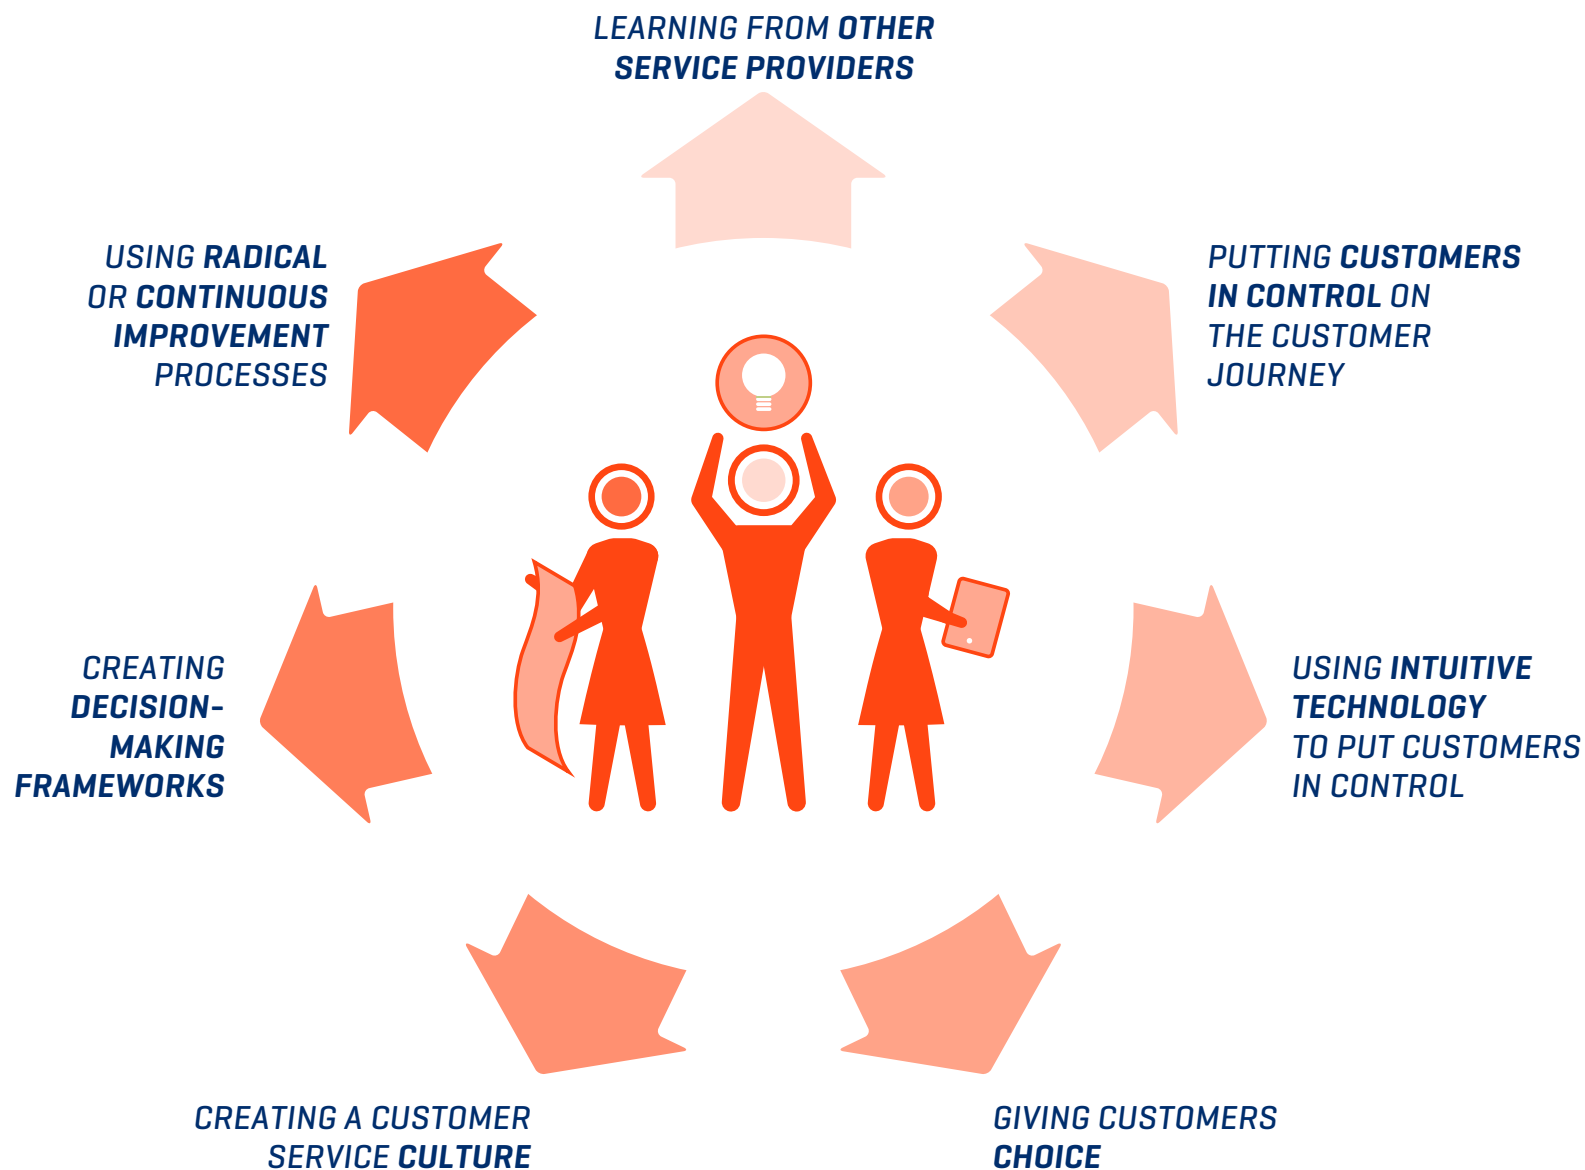 LEARNING FROM OTHER
SERVICE PROVIDERS
PUTTING CUSTOMERS
IN CONTROL ON
THE CUSTOMER
JOURNEY
USING INTUITIVE
TECHNOLOGY
TO PUT CUSTOMERS
IN CONTROL
GIVING CUSTOMERS
CHOICE
CREATING A CUSTOMER
SERVICE CULTURE
CREATING
DECISION-
MAKING
FRAMEWORKS
USING RADICAL
OR CONTINUOUS
IMPROVEMENT
PROCESSES